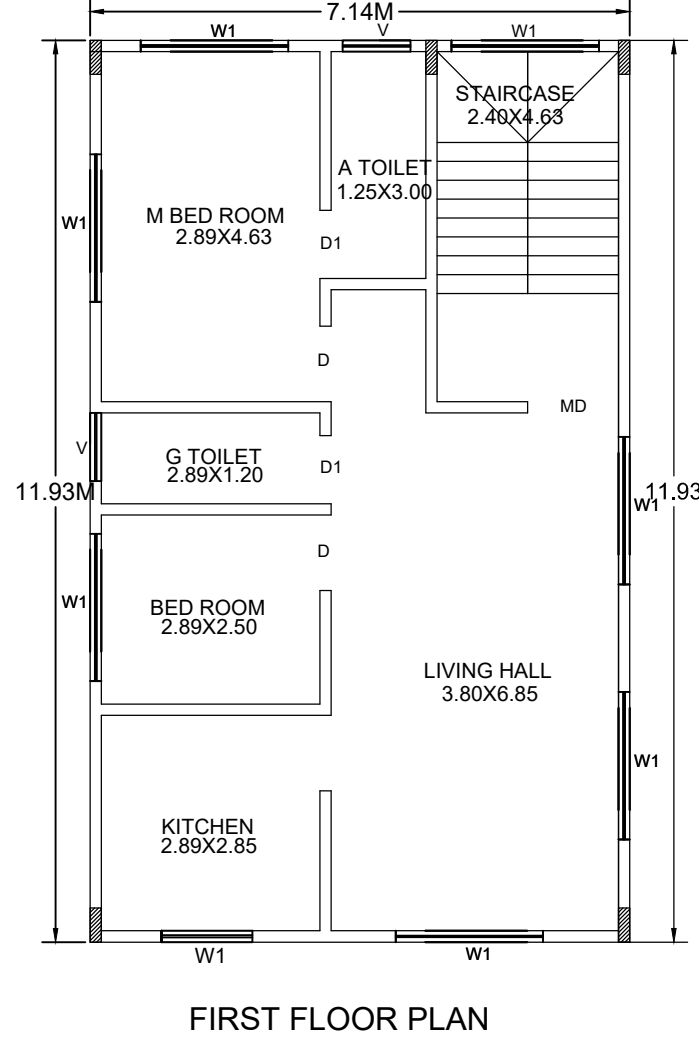 7.14M
W1
V
W1
STAIRCASE
2.40X4.63
A TOILET
1.25X3.00
W1
M BED ROOM
2.89X4.63
D1
D
MD
V
G TOILET
2.89X1.20
D1
11.93M
11.93
W1
D
W1
BED ROOM
2.89X2.50
LIVING HALL
3.80X6.85
W1
KITCHEN
2.89X2.85
W1
W1
FIRST FLOOR PLAN